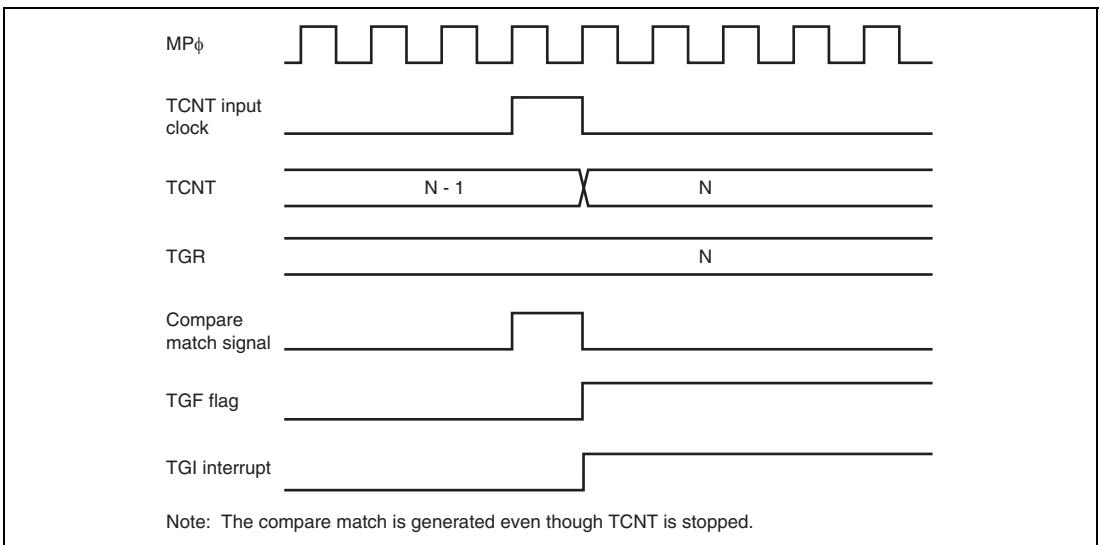 MPϕ
TCNT input
clock
TCNT
N - 1
N
TGR
N
Compare
match signal
TGF flag
TGI interrupt
Note: The compare match is generated even though TCNT is stopped.